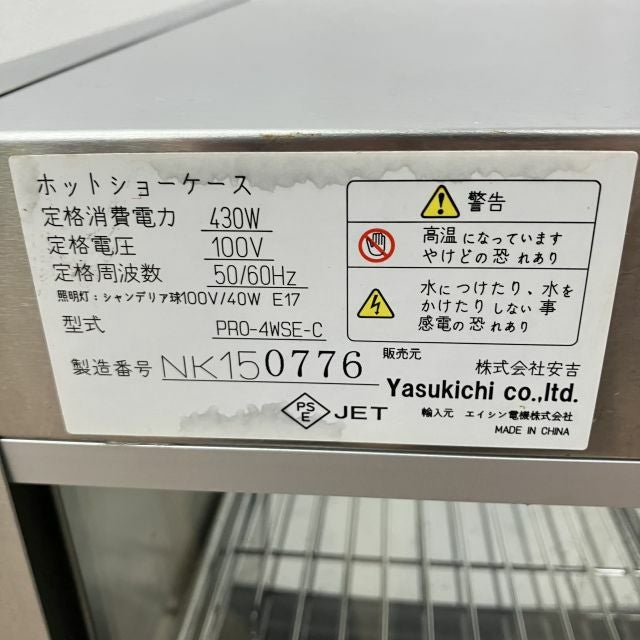 ホットショーケース
定格消費電力 430W
定格電圧 100V
定格周波数 50/60Hz
照明灯：シャンデリア球100V/40W E17
型式 PRO-4WSE-C
製造番号 NK150776
PS E JET
警告
高温になっています
やけどの恐れあり
水につけたり、水を
かけたりしない事
感電の恐れあり
販売元 株式会社安吉
Yasukichi co.,ltd.
輸入元 エイシン電機株式会社
MADE IN CHINA